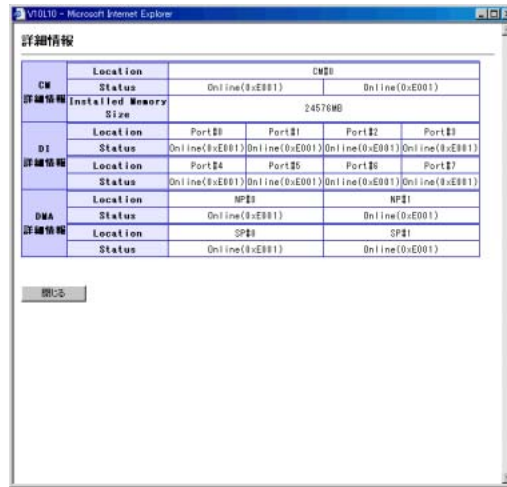 V10L10 - Microsoft Internet Explorer
詳細情報
CM
詳細情報
Location CM#0
Status Online(0xE001) Online(0xE001)
Installed Memory Size 24576MB
DI
詳細情報
Location Port#0 Port#1 Port#2 Port#3
Status Online(0xE001) Online(0xE001) Online(0xE001) Online(0xE001)
Location Port#4 Port#5 Port#6 Port#7
Status Online(0xE001) Online(0xE001) Online(0xE001) Online(0xE001)
DMA
詳細情報
Location NP#0 NP#1
Status Online(0xE001) Online(0xE001)
Location SP#0 SP#1
Status Online(0xE001) Online(0xE001)
閉じる